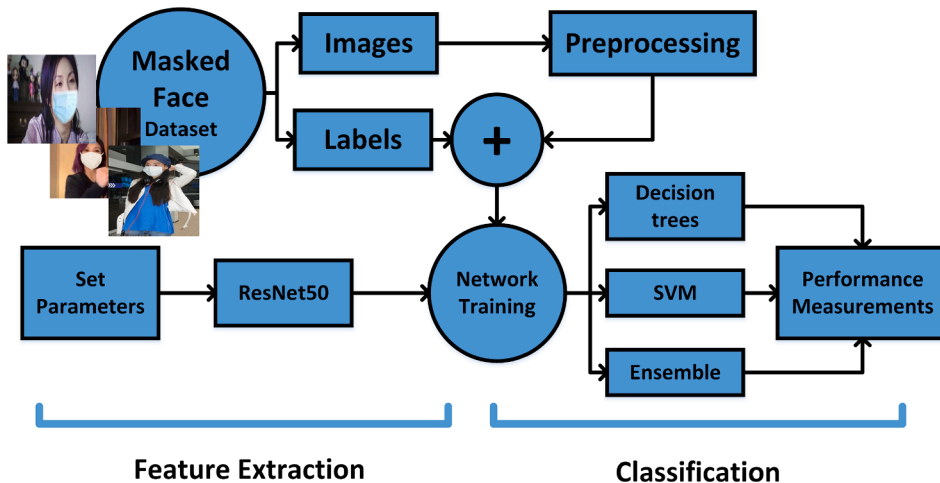 Masked
Face
Dataset
Images
Preprocessing
Labels
+
Decision
trees
Set
Parameters
ResNet50
Network
Training
SVM
Performance
Measurements
Ensemble
Feature Extraction
Classification